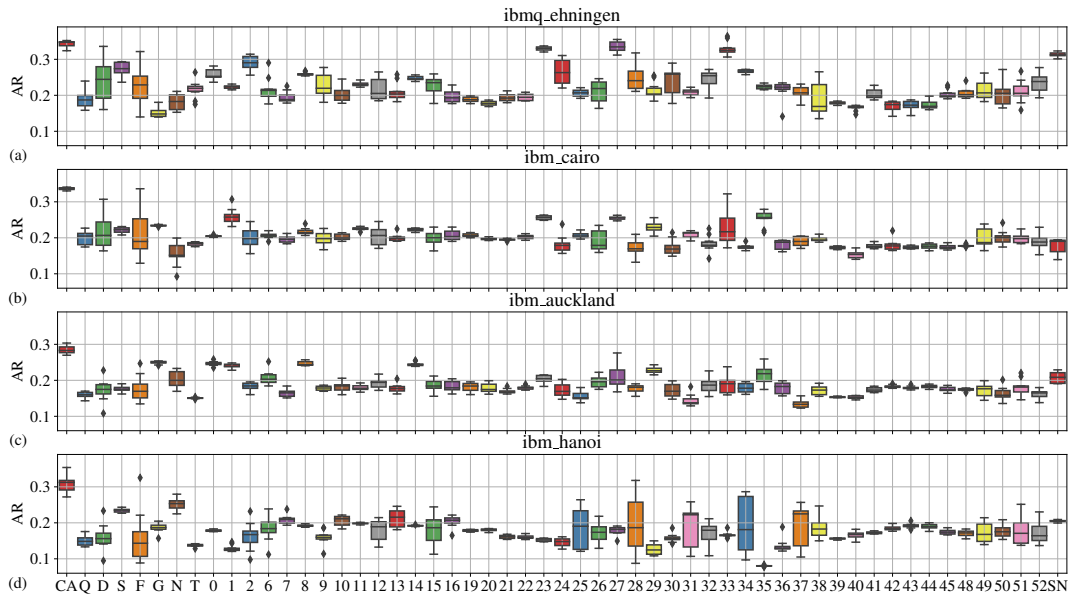 ibmq_ehningen
AR
0.3
0.2
0.1
(a)
ibm_cairo
AR
0.3
0.2
0.1
(b)
ibm_auckland
AR
0.3
0.2
0.1
(c)
ibm_hanoi
AR
0.3
0.2
0.1
(d)
CA Q D S F G N T 0 1 2 6 7 8 9 10 11 12 13 14 15 16 19 20 21 22 23 24 25 26 27 28 29 30 31 32 33 34 35 36 37 38 39 40 41 42 43 44 45 48 49 50 51 52 SN